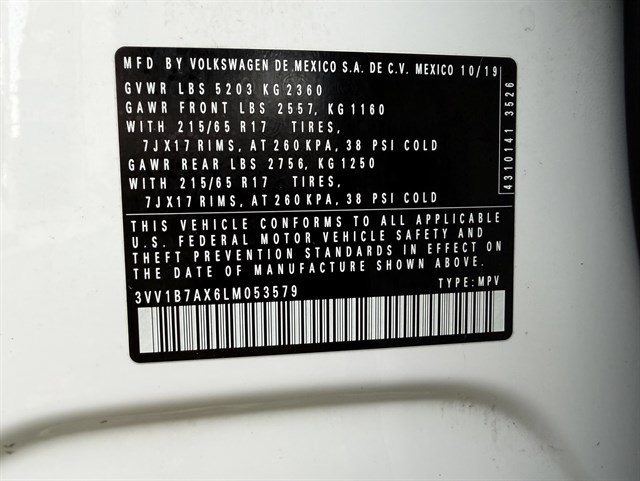 MFD BY VOLKSWAGEN DE MEXICO S.A. DE C.V. MEXICO 10/19
GVWR LBS 5203 KG 2360
GAWR FRONT LBS 2557, KG 1160
WITH 215/65 R17 TIRES,
7JX17 RIMS, AT 260 KPA, 38 PSI COLD
GAWR REAR LBS 2756, KG 1250
WITH 215/65 R17 TIRES,
7JX17 RIMS, AT 260 KPA, 38 PSI COLD
4310141 3526
THIS VEHICLE CONFORMS TO ALL APPLICABLE
U.S. FEDERAL MOTOR VEHICLE SAFETY AND
THEFT PREVENTION STANDARDS IN EFFECT ON
THE DATE OF MANUFACTURE SHOWN ABOVE.
3VV1B7AX6LM053579 TYPE: MPV